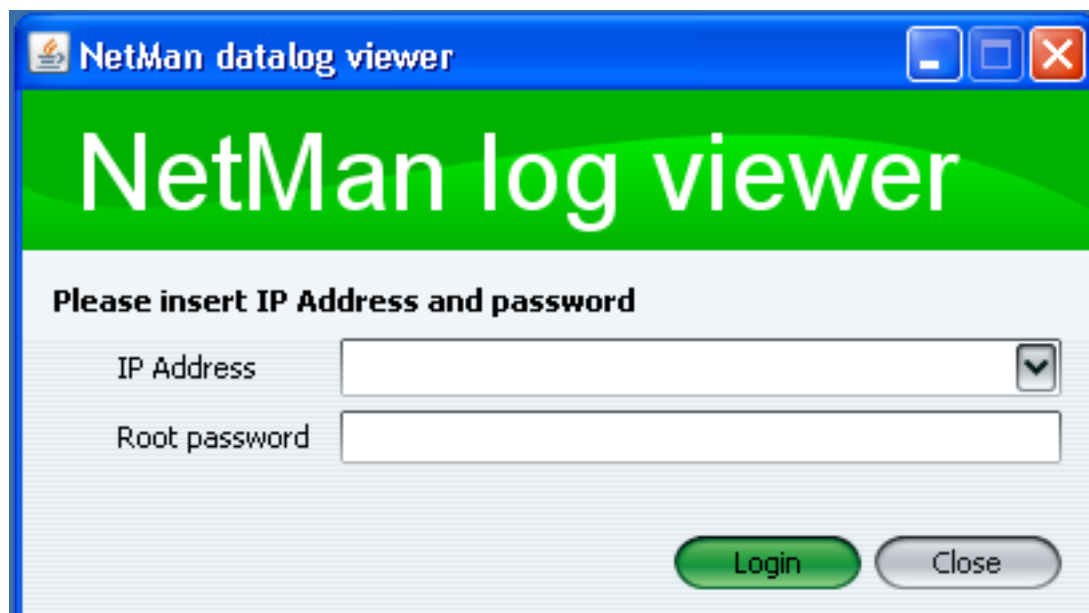 NetMan datalog viewer
NetMan log viewer
Please insert IP Address and password
IP Address
Root password
Login
Close